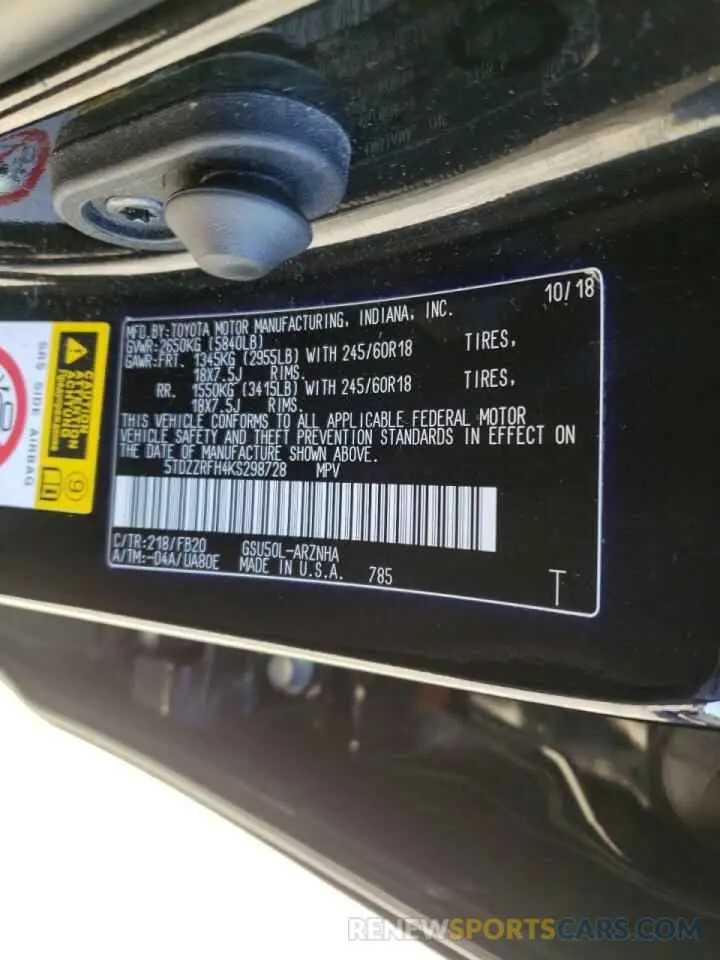 10/18
MFD.BY:TOYOTA MOTOR MANUFACTURING, INDIANA, INC.
GVWR:2650KG (5840LB)
GAWR:FRT. 1345KG (2955LB) WITH 245/60R18 TIRES,
18X7.5J RIMS.
RR. 1550KG (3415LB) WITH 245/60R18 TIRES,
18X7.5J RIMS.
THIS VEHICLE CONFORMS TO ALL APPLICABLE FEDERAL MOTOR
VEHICLE SAFETY AND THEFT PREVENTION STANDARDS IN EFFECT ON
THE DATE OF MANUFACTURE SHOWN ABOVE.
5TDZZRFH4KS298728 MPV
C/TR:218/FB20 GSU50L-ARZNHA
A/TM:-04A/UA80E MADE IN U.S.A. 785
T
SRS SIDE AIRBAG
CAUTION
ATTENTION
9
RENEWSPORTSCARS.COM